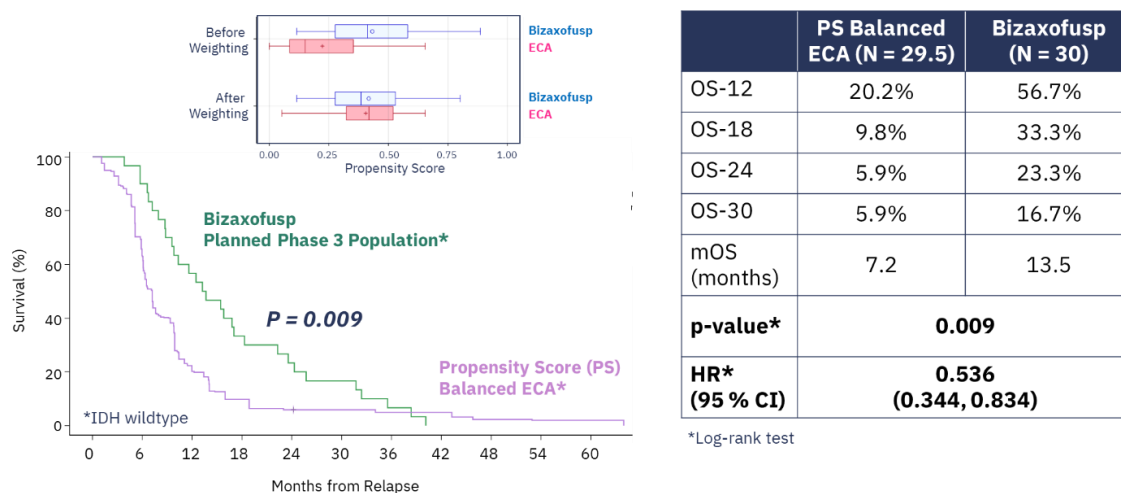 Before
Weighting
Bizaxofusp
ECA
After
Weighting
Bizaxofusp
ECA
0.00 0.25 0.50 0.75 1.00
Propensity Score
Survival (%)
100
80
60
40
20
0
Bizaxofusp
Planned Phase 3 Population*
P = 0.009
Propensity Score (PS)
Balanced ECA*
*IDH wildtype
0 6 12 18 24 30 36 42 48 54 60
Months from Relapse
PS Balanced ECA (N = 29.5) Bizaxofusp (N = 30)
OS-12 20.2% 56.7%
OS-18 9.8% 33.3%
OS-24 5.9% 23.3%
OS-30 5.9% 16.7%
mOS (months) 7.2 13.5
p-value* 0.009
HR* 0.536
(95 % CI) (0.344, 0.834)
*Log-rank test